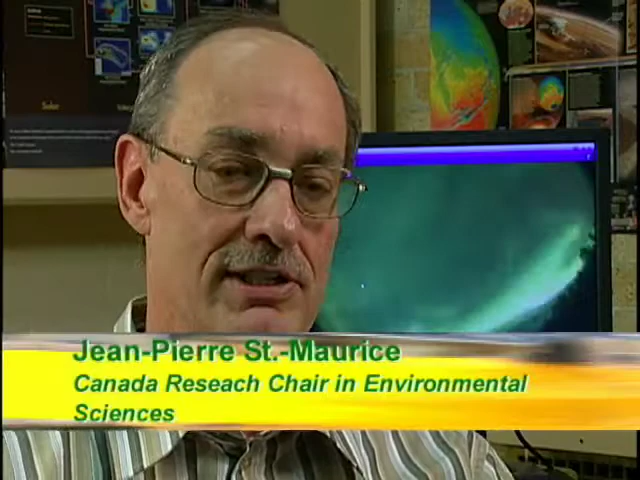 Jean-Pierre St.-Maurice
Canada Reseach Chair in Environmental
Sciences